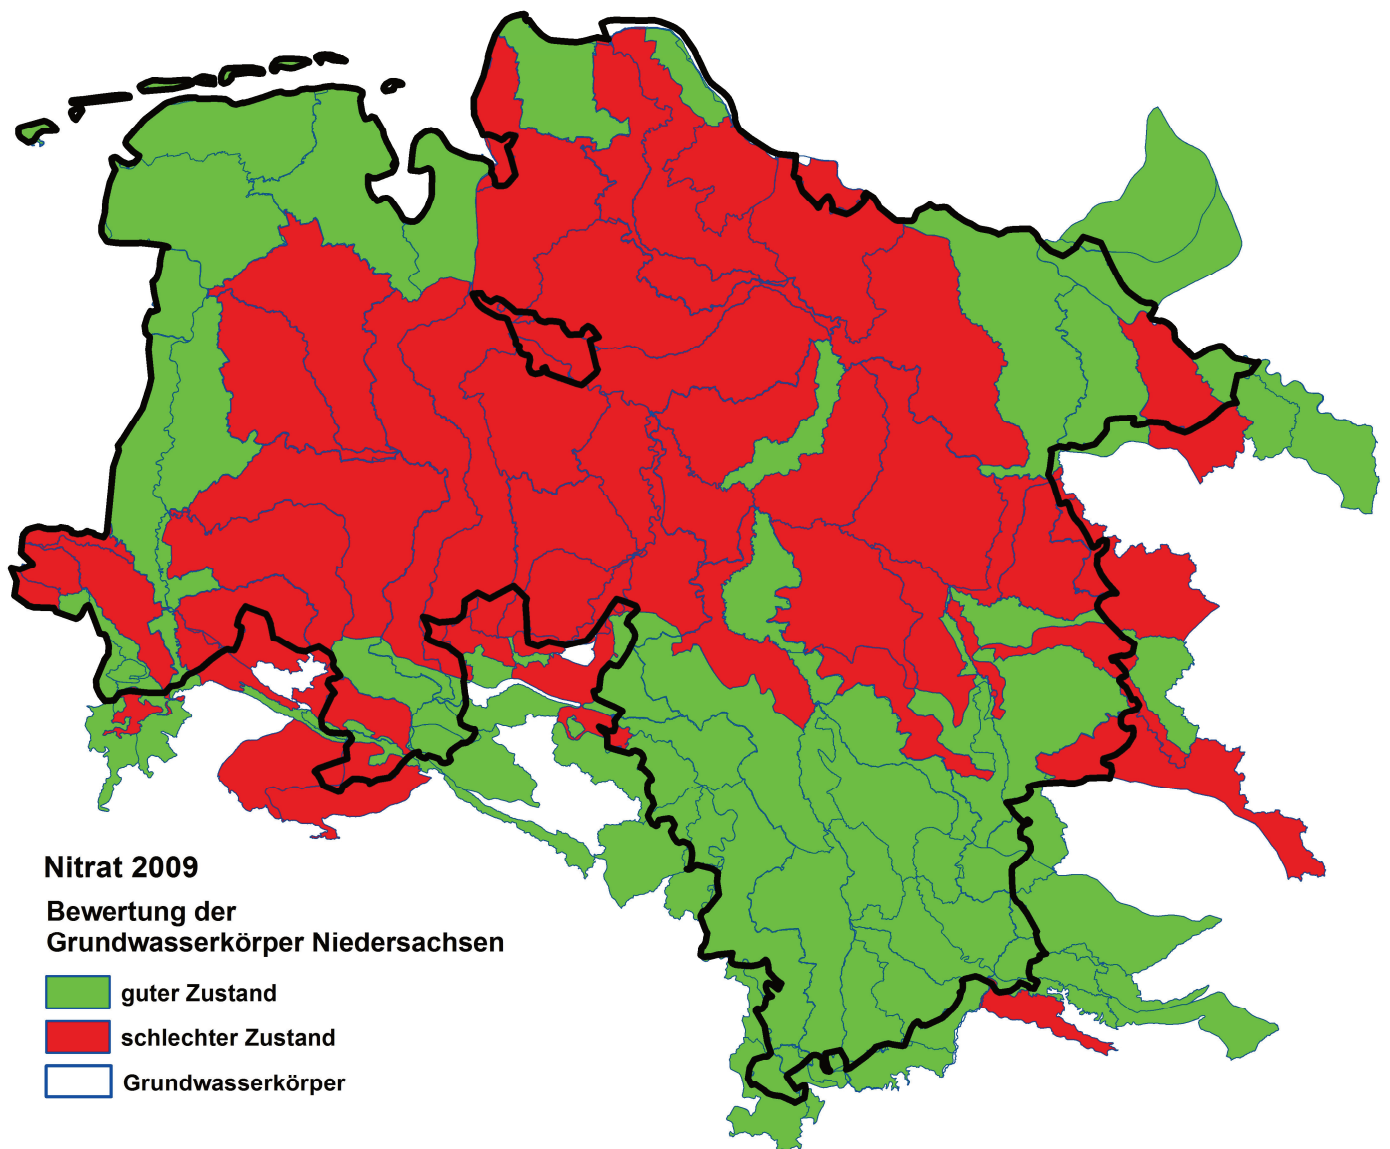 Nitrat 2009
Bewertung der
Grundwasserkörper Niedersachsen
guter Zustand
schlechter Zustand
Grundwasserkörper